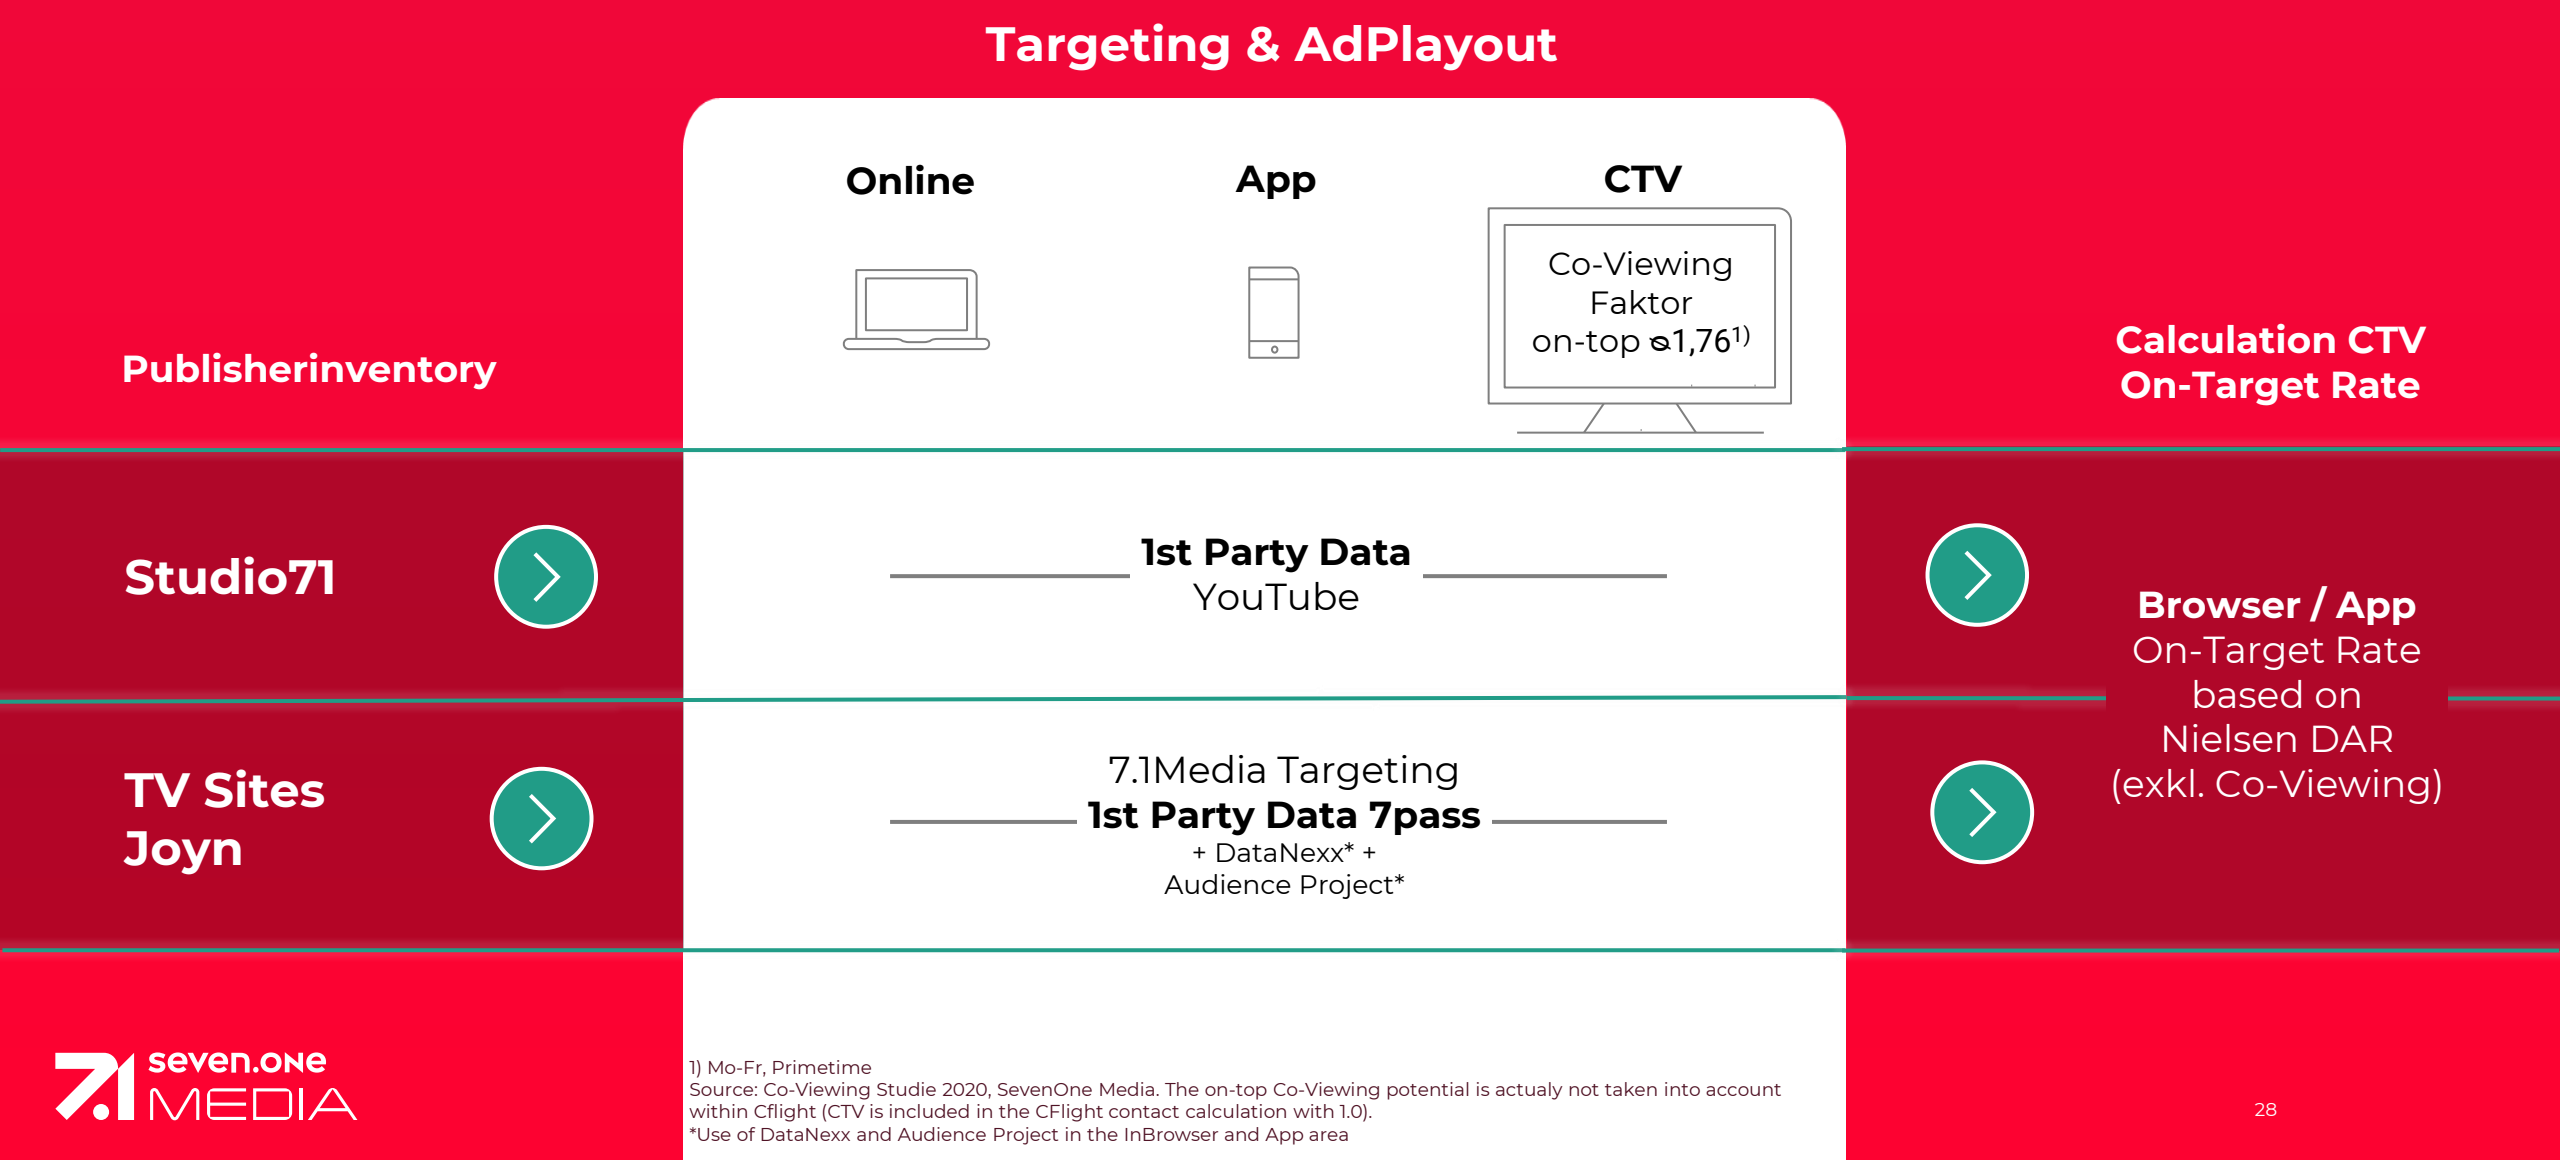 Targeting & AdPlayout
Online
App
CTV
Co-Viewing
Faktor
on-top ⌀1,76¹⁾
Publisherinventory
Calculation CTV
On-Target Rate
Studio71
1st Party Data
YouTube
TV Sites
Joyn
7.1Media Targeting
1st Party Data 7pass
+ DataNexx* +
Audience Project*
Browser / App
On-Target Rate
based on
Nielsen DAR
(exkl. Co-Viewing)
seven.one
MEDIA
1) Mo-Fr, Primetime
Source: Co-Viewing Studie 2020, SevenOne Media. The on-top Co-Viewing potential is actualy not taken into account
within Cflight (CTV is included in the CFlight contact calculation with 1.0).
*Use of DataNexx and Audience Project in the InBrowser and App area
28